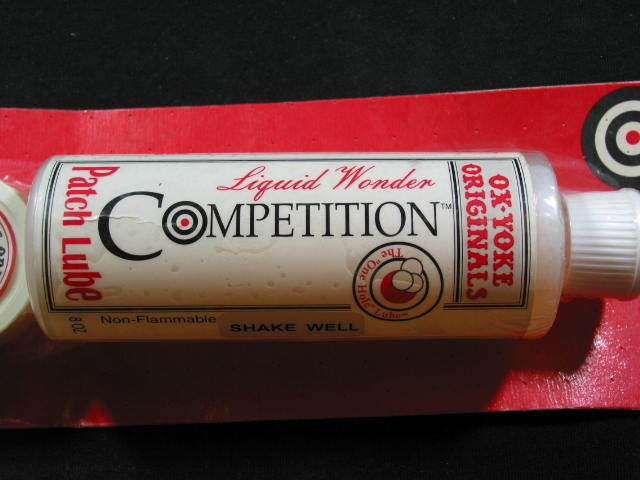 Liquid Wonder
COMPETITION™
Patch Lube
8 OZ.
Non-Flammable
SHAKE WELL
The "One Hole Lube"
OX-YOKE
ORIGINALS